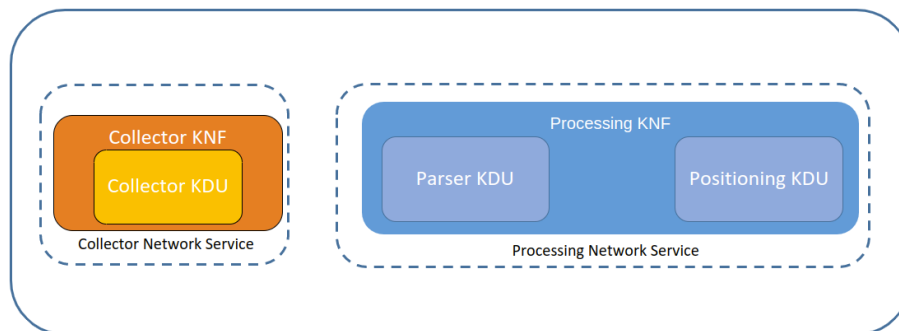 Collector KNF
Collector KDU
Collector Network Service
Processing KNF
Parser KDU
Positioning KDU
Processing Network Service